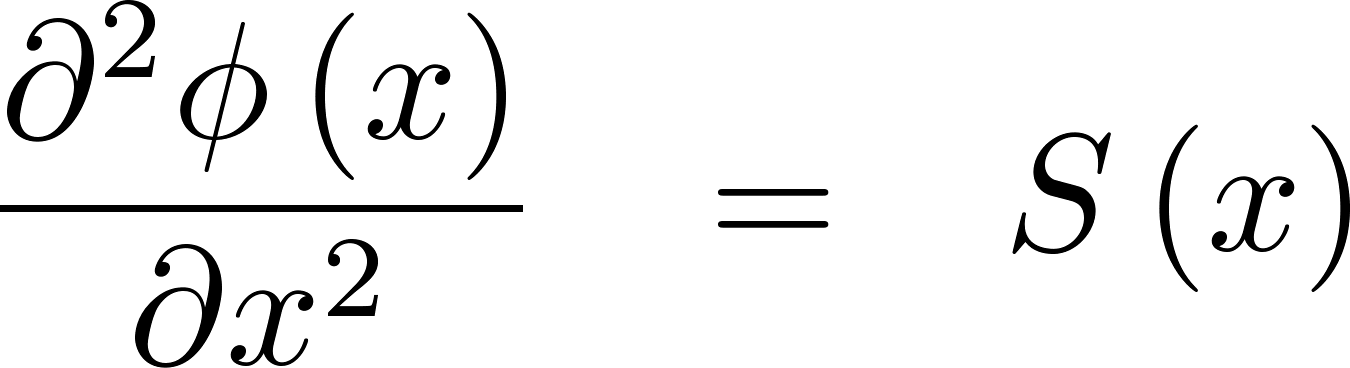 ∂²ϕ(x)/∂x² = S(x)